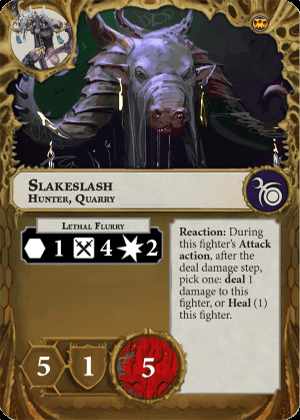 Slakeslash
Hunter, Quarry
Lethal Flurry
1 4 2
Reaction: During
this fighter's Attack
action, after the
deal damage step,
pick one: deal 1
damage to this
fighter, or Heal (1)
this fighter.
5 1 5